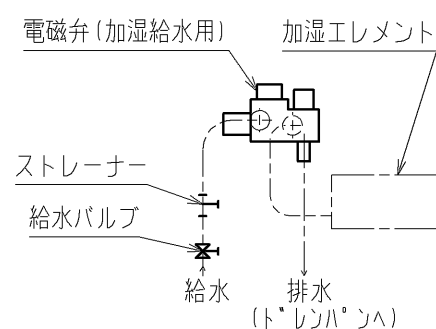 電磁弁(加湿給水用)
加湿エレメント
ストレーナー
給水バルブ
給水
排水
(ドレンパンへ)